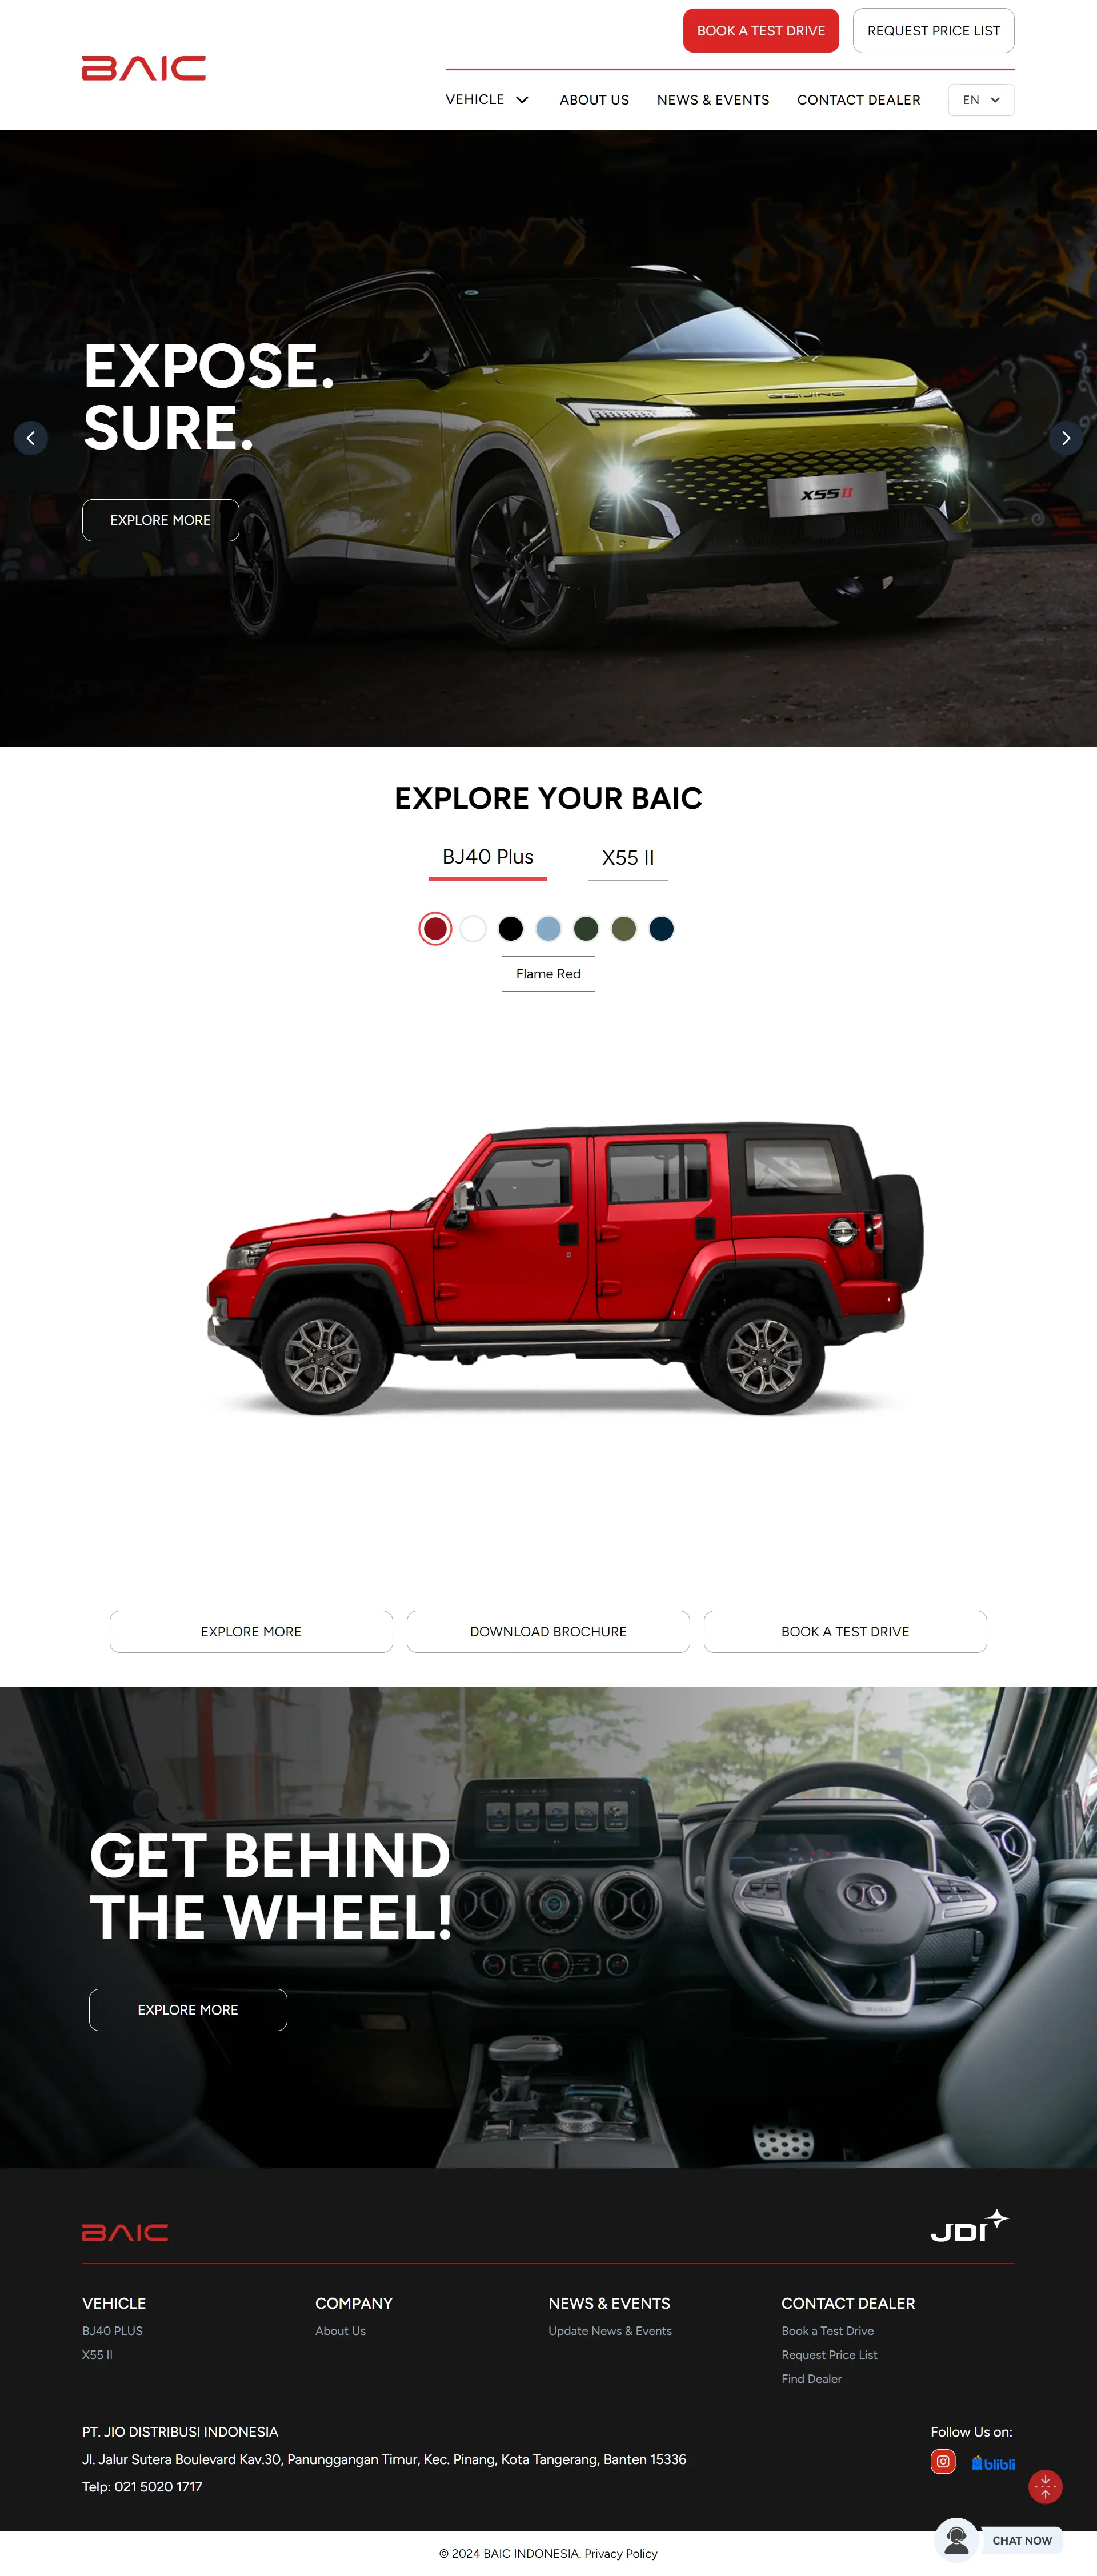 BOOK A TEST DRIVE
REQUEST PRICE LIST
BAIC
VEHICLE
ABOUT US
NEWS & EVENTS
CONTACT DEALER
EN
EXPOSE.
SURE.
EXPLORE MORE
BEIJING
X55 II
EXPLORE YOUR BAIC
BJ40 Plus
X55 II
Flame Red
EXPLORE MORE
DOWNLOAD BROCHURE
BOOK A TEST DRIVE
GET BEHIND
THE WHEEL!
EXPLORE MORE
BJ40
BAIC
JDI
VEHICLE
BJ40 PLUS
X55 II
COMPANY
About Us
NEWS & EVENTS
Update News & Events
CONTACT DEALER
Book a Test Drive
Request Price List
Find Dealer
PT. JIO DISTRIBUSI INDONESIA
Jl. Jalur Sutera Boulevard Kav.30, Panunggangan Timur, Kec. Pinang, Kota Tangerang, Banten 15336
Telp: 021 5020 1717
Follow Us on:
blibli
CHAT NOW
© 2024 BAIC INDONESIA. Privacy Policy